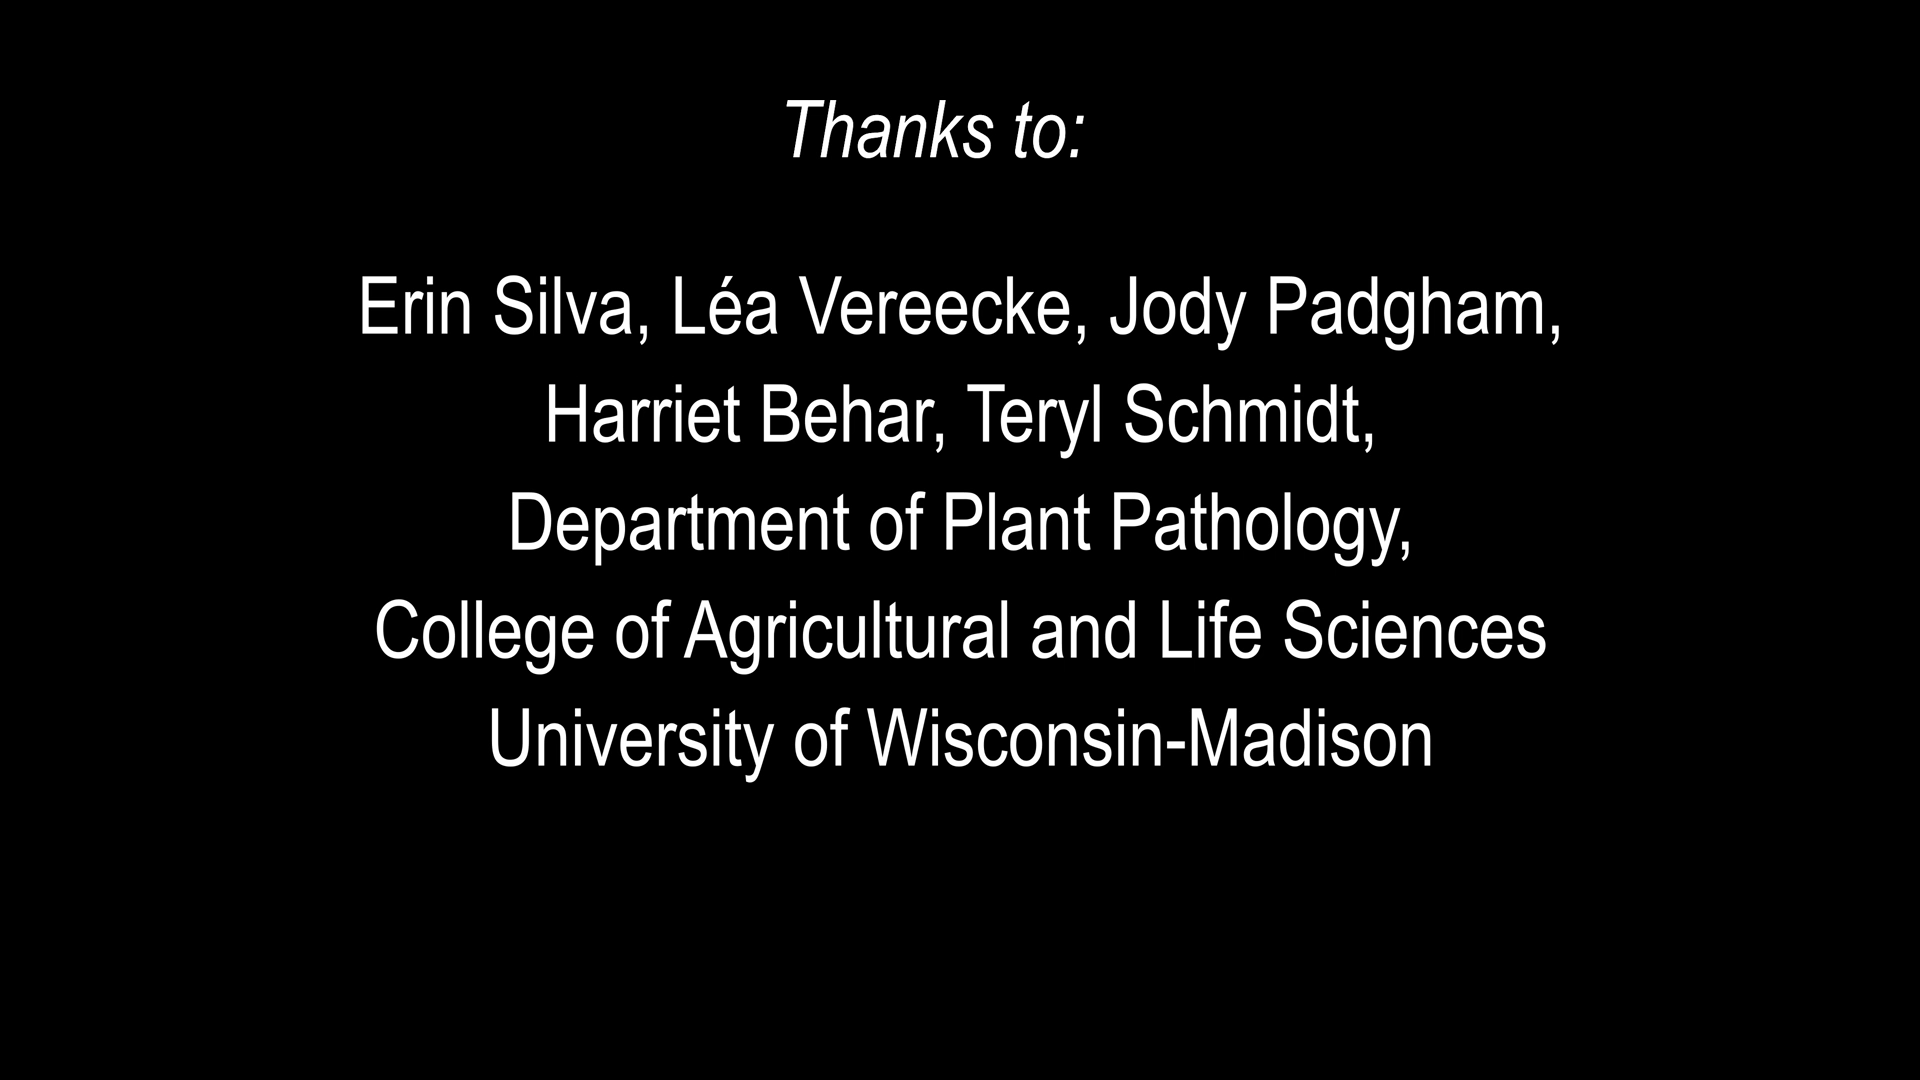 Thanks to:
Erin Silva, Léa Vereecke, Jody Padgham,
Harriet Behar, Teryl Schmidt,
Department of Plant Pathology,
College of Agricultural and Life Sciences
University of Wisconsin-Madison